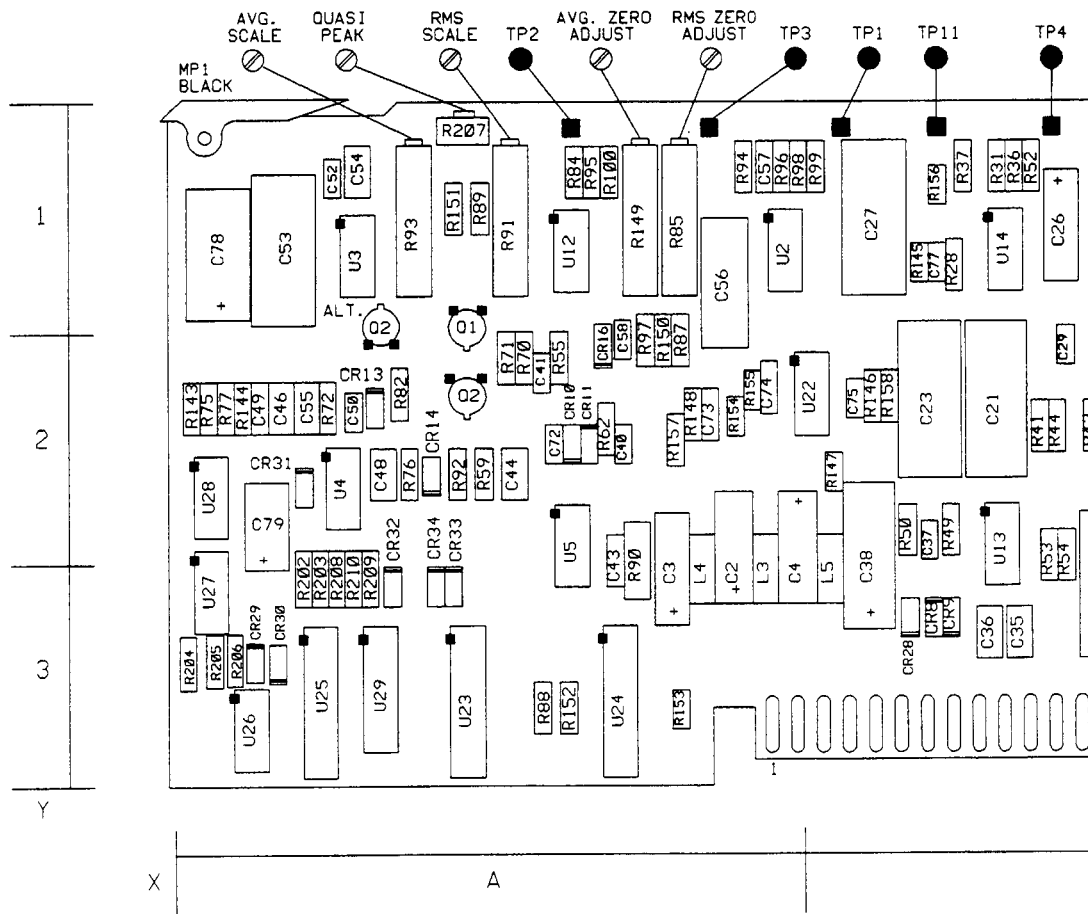 AVG. SCALE
QUASI PEAK
RMS SCALE
TP2
AVG. ZERO ADJUST
RMS ZERO ADJUST
TP3
TP1
TP11
TP4
MP1
BLACK
R207
C52
C54
R151
R89
R84
R95
R100
R94
C57
R96
R98
R99
R156
R37
R31
R36
R52
1
C78
+
C53
U3
R93
R91
U12
R149
R85
C56
U2
C27
R145
C77
R28
U14
C26
+
ALT.
Q2
Q1
R71
R70
C41
R55
CR16
C58
R97
R150
R87
C29
CR13
R143
R75
R77
R144
C49
C46
C55
R72
C50
R82
Q2
CR14
CR10
CR11
C72
R62
C40
R157
R148
C73
R154
R155
C74
U22
C75
R146
R158
C23
C21
R41
R44
2
CR31
U28
C79
+
U4
C48
R76
R92
R59
C44
R147
U5
C43
R90
C3
+
L4
C2
+
L3
C4
+
L5
C38
+
R50
C37
R49
U13
R53
R54
U27
R202
R203
R208
R210
R209
CR32
CR34
CR33
CR29
CR30
R204
R205
R206
CR28
CR8
CR9
C36
C35
3
U26
U25
U29
U23
R88
R152
U24
R153
1
Y
X
A